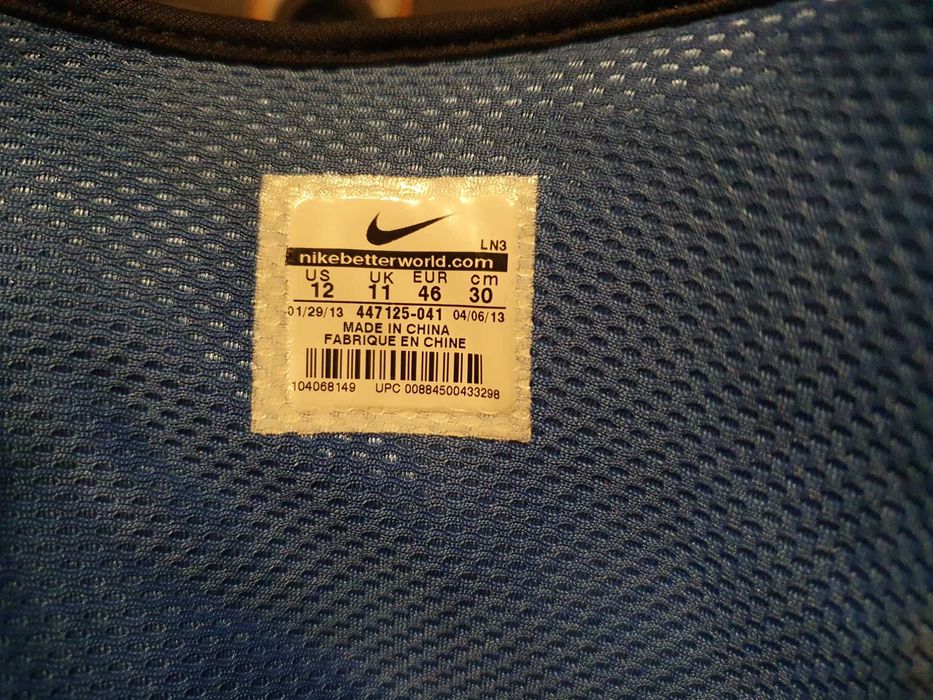 LN3
nikebetterworld.com
US UK EUR cm
12 11 46 30
01/29/13 447125-041 04/06/13
MADE IN CHINA
FABRIQUE EN CHINE
104068149 UPC 00884500433298